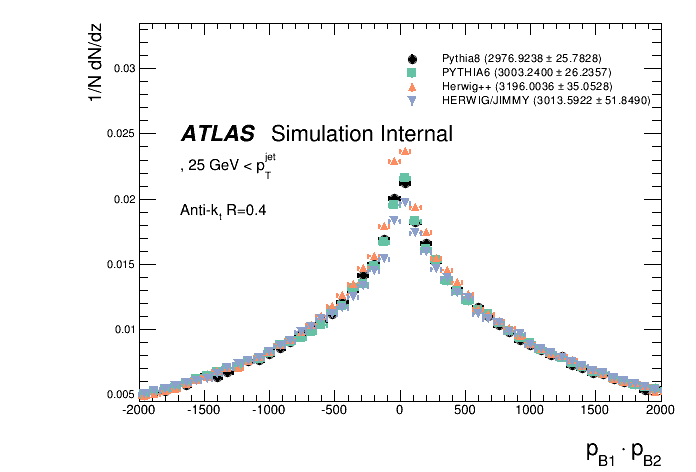 1/N dN/dz
Pythia8 (2976.9238 ± 25.7828)
PYTHIA6 (3003.2400 ± 26.2357)
Herwig++ (3196.0036 ± 35.0528)
HERWIG/JIMMY (3013.5922 ± 51.8490)
ATLAS Simulation Internal
, 25 GeV < p_T^jet
Anti-k_t R=0.4
0.03
0.025
0.02
0.015
0.01
0.005
-2000 -1500 -1000 -500 0 500 1000 1500 2000
p_B1 · p_B2